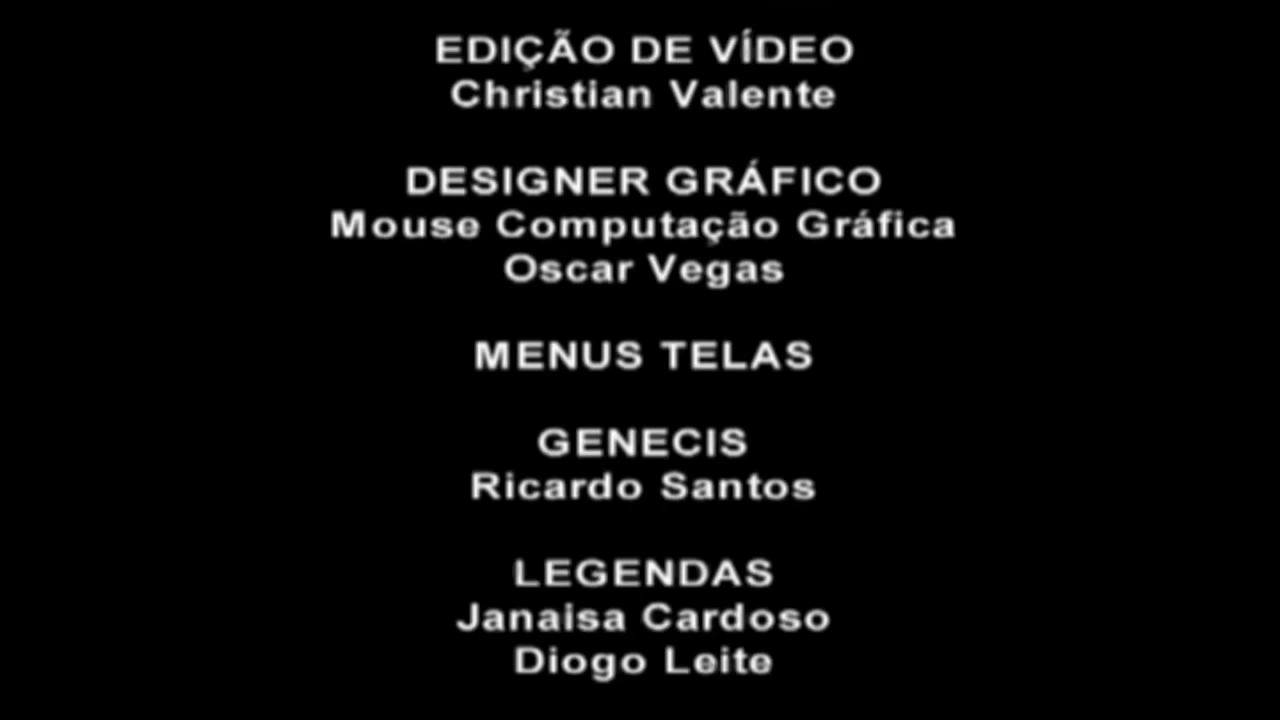 EDIÇÃO DE VÍDEO
Christian Valente
DESIGNER GRÁFICO
Mouse Computação Gráfica
Oscar Vegas
MENUS TELAS
GENECIS
Ricardo Santos
LEGENDAS
Janaisa Cardoso
Diogo Leite